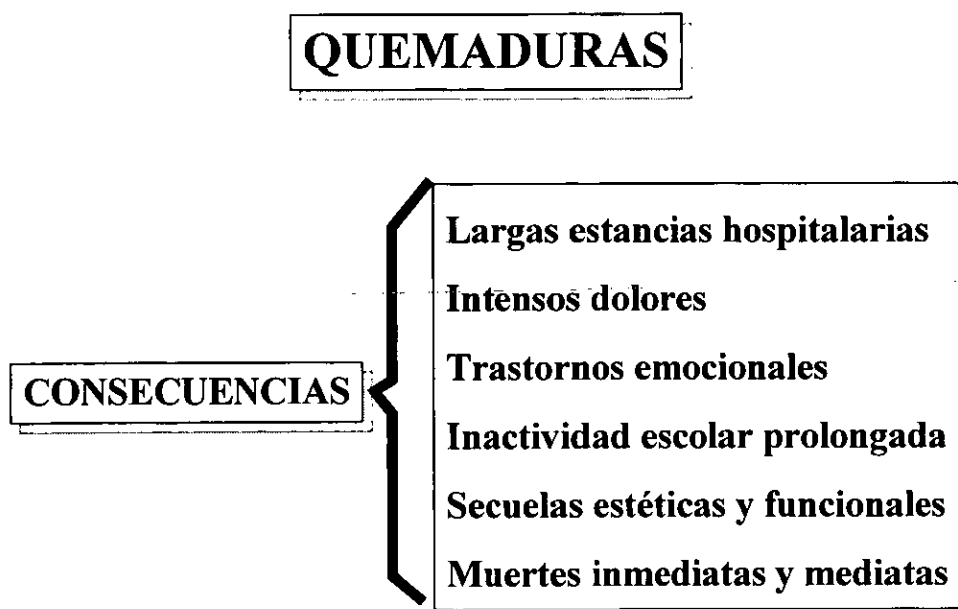 QUEMADURAS
CONSECUENCIAS
Largas estancias hospitalarias
Intensos dolores
Trastornos emocionales
Inactividad escolar prolongada
Secuelas estéticas y funcionales
Muertes inmediatas y mediatas